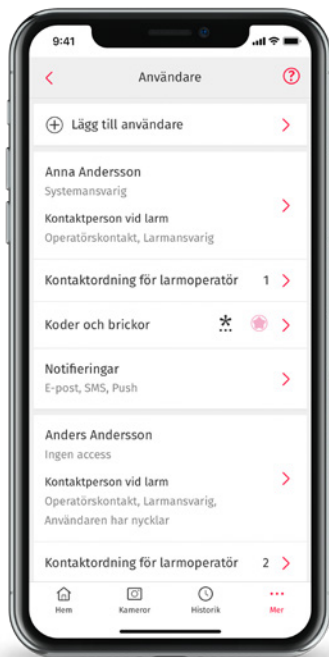 9:41
Användare
?
Lägg till användare
Anna Andersson
Systemansvarig
Kontaktperson vid larm
Operatörskontakt, Larmansvarig
Kontaktordning för larmoperatör 1
Koder och brickor
Notifieringar
E-post, SMS, Push
Anders Andersson
Ingen access
Kontaktperson vid larm
Operatörskontakt, Larmansvarig,
Användaren har nycklar
Kontaktordning för larmoperatör 2
Hem Kameror Historik Mer